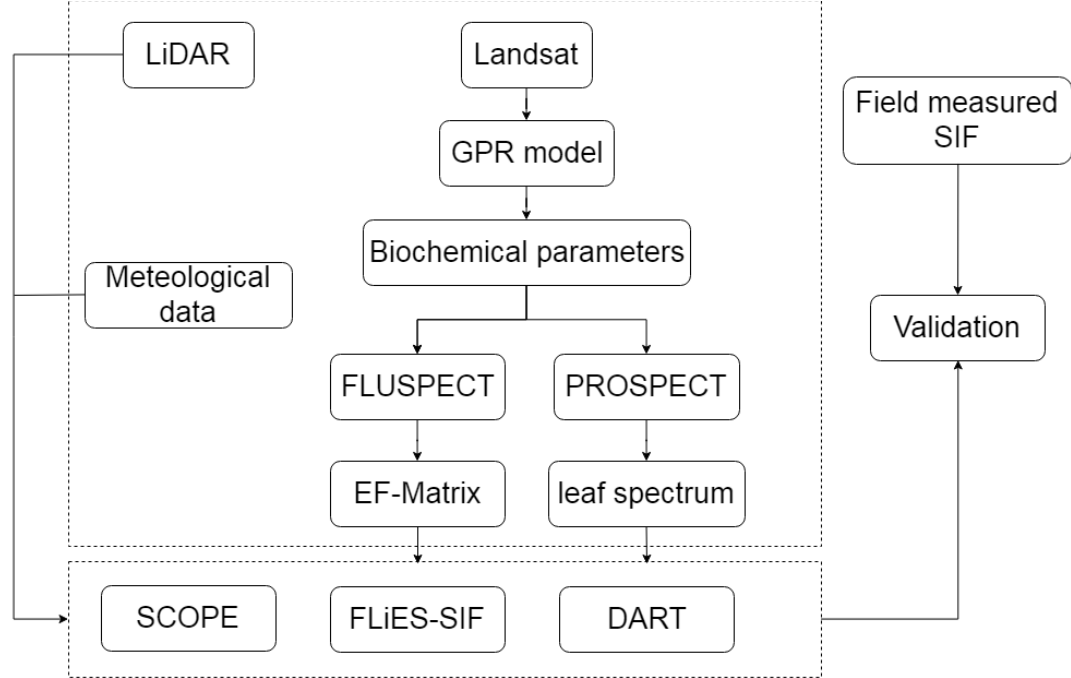 LiDAR
Landsat
Field measured
SIF
GPR model
Biochemical parameters
Meteological
data
Validation
FLUSPECT
PROSPECT
EF-Matrix
leaf spectrum
SCOPE
FLiES-SIF
DART